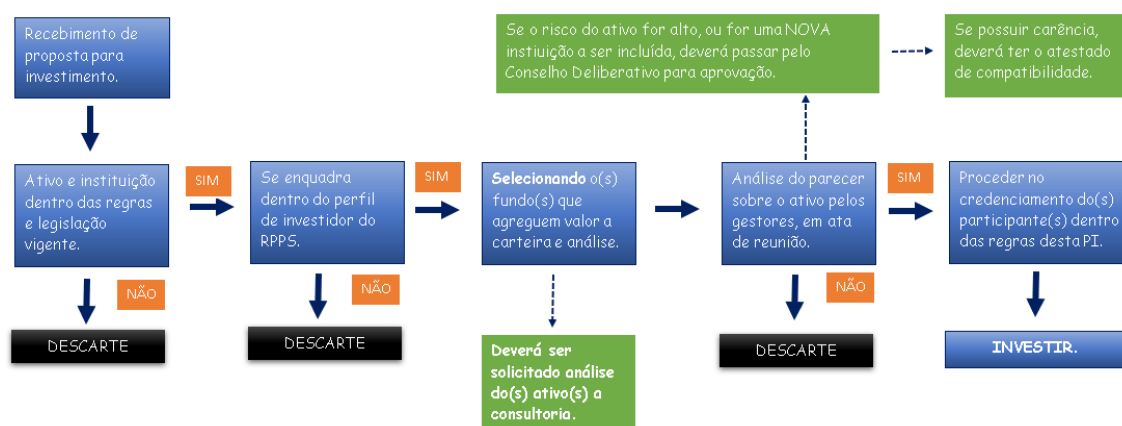 Recebimento de
proposta para
investimento.
Se o risco do ativo for alto, ou for uma NOVA
instiuição a ser incluída, deverá passar pelo
Conselho Deliberativo para aprovação.
Se possuir carência,
deverá ter o atestado
de compatibilidade.
Ativo e instituição
dentro das regras
e legislação
vigente.
SIM
Se enquadra
dentro do perfil
de investidor do
RPPS.
SIM
Selecionando o(s)
fundo(s) que
agreguem valor a
carteira e análise.
Análise do parecer
sobre o ativo pelos
gestores, em ata
de reunião.
SIM
Proceder no
credenciamento do(s)
participante(s) dentro
das regras desta PI.
NÃO
NÃO
NÃO
DESCARTE
DESCARTE
Deverá ser
solicitado análise
do(s) ativo(s) a
consultoria.
DESCARTE
INVESTIR.